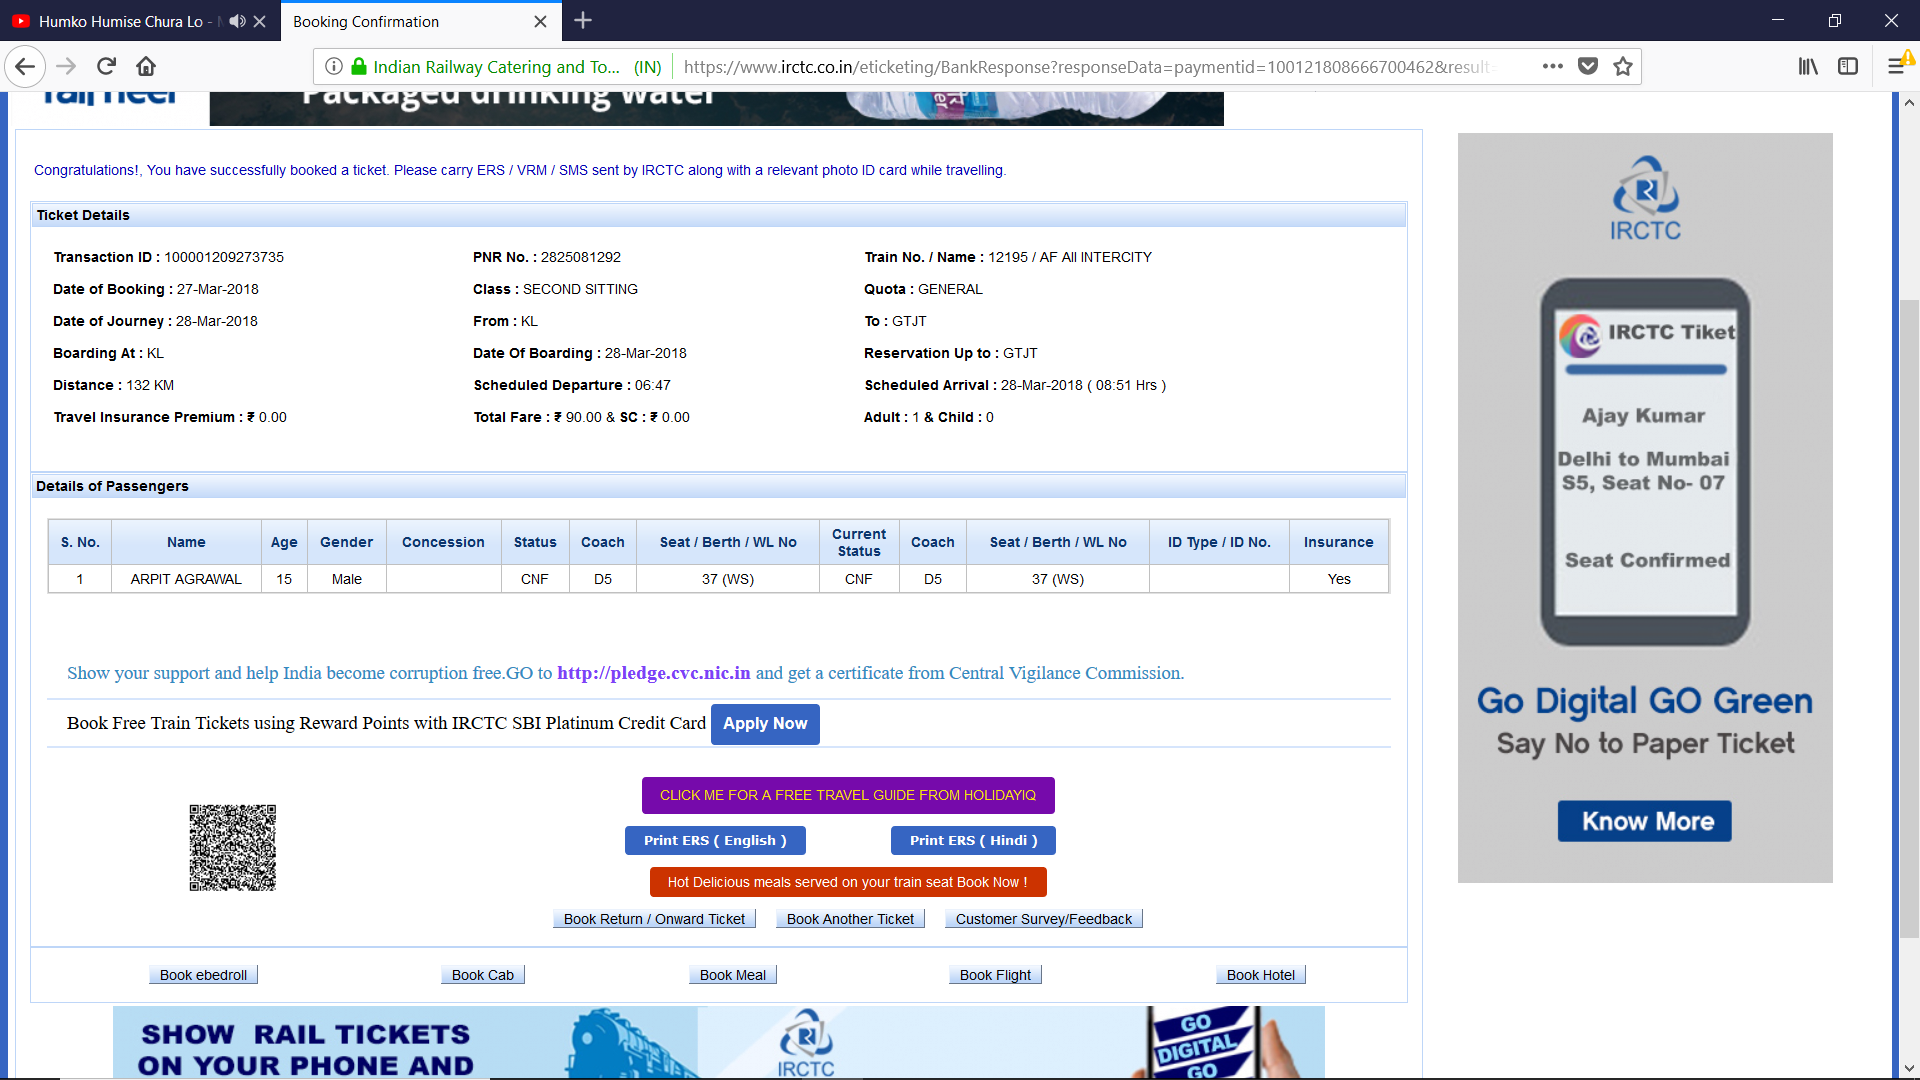 Humko Humise Chura Lo -
Booking Confirmation
Indian Railway Catering and To... (IN)
https://www.irctc.co.in/eticketing/BankResponse?responseData=paymentid=100121808666700462&result=
Packaged drinking water
Congratulations!, You have successfully booked a ticket. Please carry ERS / VRM / SMS sent by IRCTC along with a relevant photo ID card while travelling.
Ticket Details
Transaction ID : 100001209273735 PNR No. : 2825081292 Train No. / Name : 12195 / AF AII INTERCITY
Date of Booking : 27-Mar-2018 Class : SECOND SITTING Quota : GENERAL
Date of Journey : 28-Mar-2018 From : KL To : GTJT
Boarding At : KL Date Of Boarding : 28-Mar-2018 Reservation Up to : GTJT
Distance : 132 KM Scheduled Departure : 06:47 Scheduled Arrival : 28-Mar-2018 ( 08:51 Hrs )
Travel Insurance Premium : ₹ 0.00 Total Fare : ₹ 90.00 & SC : ₹ 0.00 Adult : 1 & Child : 0
Details of Passengers
S. No. Name Age Gender Concession Status Coach Seat / Berth / WL No Current Status Coach Seat / Berth / WL No ID Type / ID No. Insurance
1 ARPIT AGRAWAL 15 Male CNF D5 37 (WS) CNF D5 37 (WS) Yes
Show your support and help India become corruption free.GO to http://pledge.cvc.nic.in and get a certificate from Central Vigilance Commission.
Book Free Train Tickets using Reward Points with IRCTC SBI Platinum Credit Card Apply Now
CLICK ME FOR A FREE TRAVEL GUIDE FROM HOLIDAYIQ
Print ERS ( English ) Print ERS ( Hindi )
Hot Delicious meals served on your train seat Book Now !
Book Return / Onward Ticket Book Another Ticket Customer Survey/Feedback
Book ebedroll Book Cab Book Meal Book Flight Book Hotel
SHOW RAIL TICKETS
ON YOUR PHONE AND
IRCTC
GO
DIGITAL
GO
IRCTC
IRCTC Tiket
Ajay Kumar
Delhi to Mumbai
S5, Seat No- 07
Seat Confirmed
Go Digital GO Green
Say No to Paper Ticket
Know More